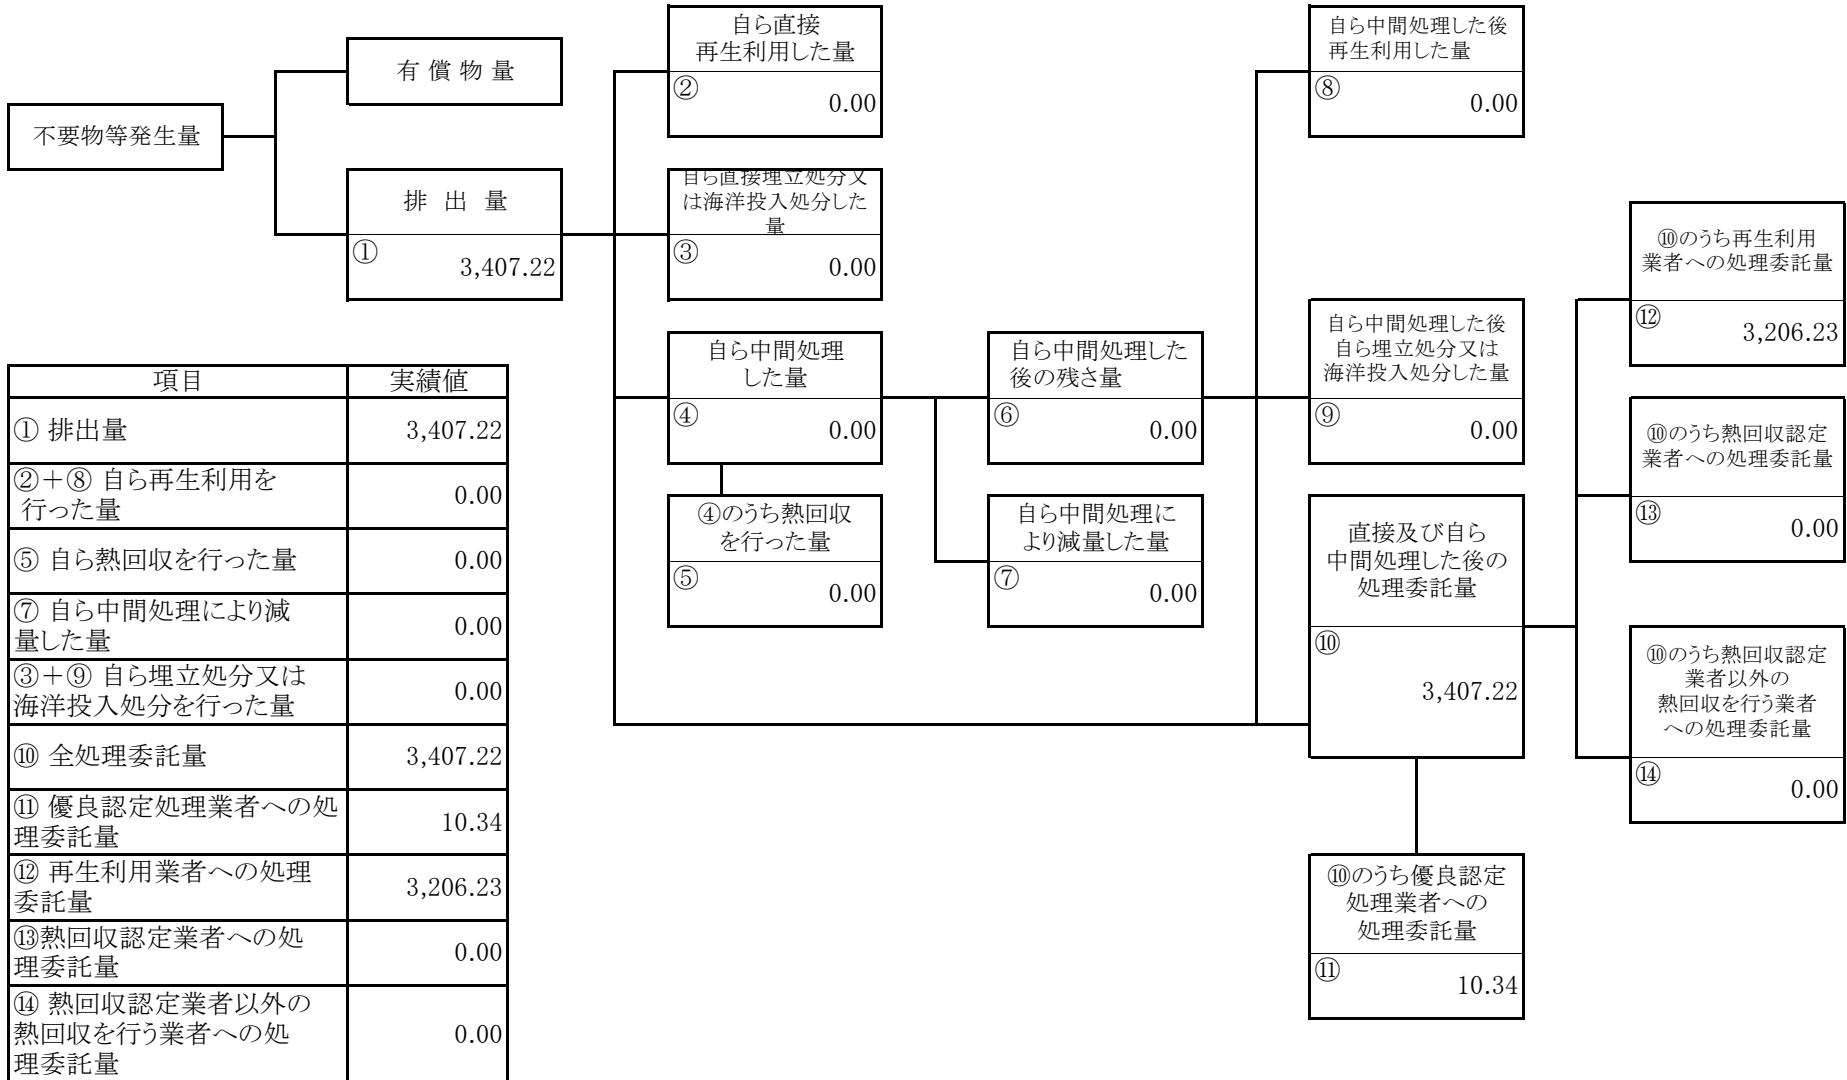 不要物等発生量
有 償 物 量
排 出 量
①
3,407.22
自ら直接
再生利用した量
②
0.00
自ら直接埋立処分又
は海洋投入処分した
量
③
0.00
自ら中間処理
した量
④
0.00
④のうち熱回収
を行った量
⑤
0.00
自ら中間処理した
後の残さ量
⑥
0.00
自ら中間処理に
より減量した量
⑦
0.00
自ら中間処理した後
再生利用した量
⑧
0.00
自ら中間処理した後
自ら埋立処分又は
海洋投入処分した量
⑨
0.00
直接及び自ら
中間処理した後の
処理委託量
⑩
3,407.22
⑩のうち優良認定
処理業者への
処理委託量
⑪
10.34
⑩のうち再生利用
業者への処理委託量
⑫
3,206.23
⑩のうち熱回収認定
業者への処理委託量
⑬
0.00
⑩のうち熱回収認定
業者以外の
熱回収を行う業者
への処理委託量
⑭
0.00
項目 実績値
① 排出量 3,407.22
②＋⑧ 自ら再生利用を
行った量 0.00
⑤ 自ら熱回収を行った量 0.00
⑦ 自ら中間処理により減
量した量 0.00
③＋⑨ 自ら埋立処分又は
海洋投入処分を行った量 0.00
⑩ 全処理委託量 3,407.22
⑪ 優良認定処理業者への処
理委託量 10.34
⑫ 再生利用業者への処理
委託量 3,206.23
⑬熱回収認定業者への処
理委託量 0.00
⑭ 熱回収認定業者以外の
熱回収を行う業者への処
理委託量 0.00